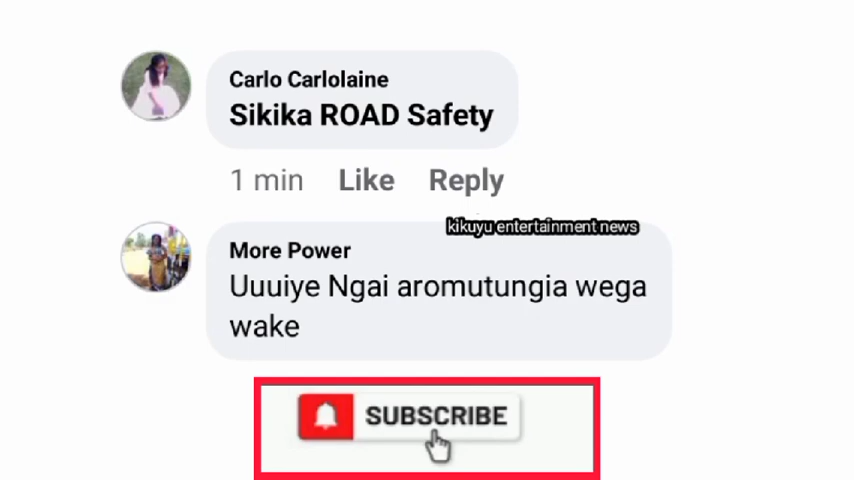 Carlo Carlolaine
Sikika ROAD Safety
1 min Like Reply
kikuyu entertainment news
More Power
Uuuiye Ngai aromutungia wega
wake
SUBSCRIBE